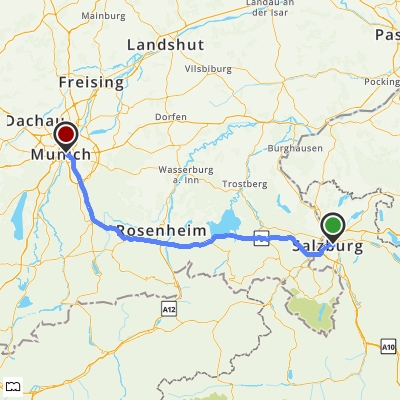 Mainburg
Landau an
der Isar
Landshut
Pas
Vilsbiburg
Freising
Pocking
Dachau
Dorfen
Burghausen
Munich
Wasserburg
a. Inn
Trostberg
Rosenheim
Salzburg
A12
A10